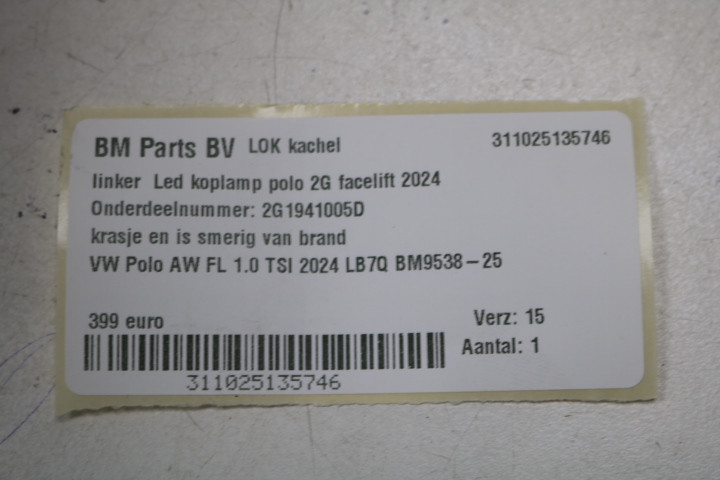 BM Parts BV LOK kachel 311025135746
linker Led koplamp polo 2G facelift 2024
Onderdeelnummer: 2G1941005D
krasje en is smerig van brand
VW Polo AW FL 1.0 TSI 2024 LB7Q BM9538-25
399 euro Verz: 15
Aantal: 1
311025135746